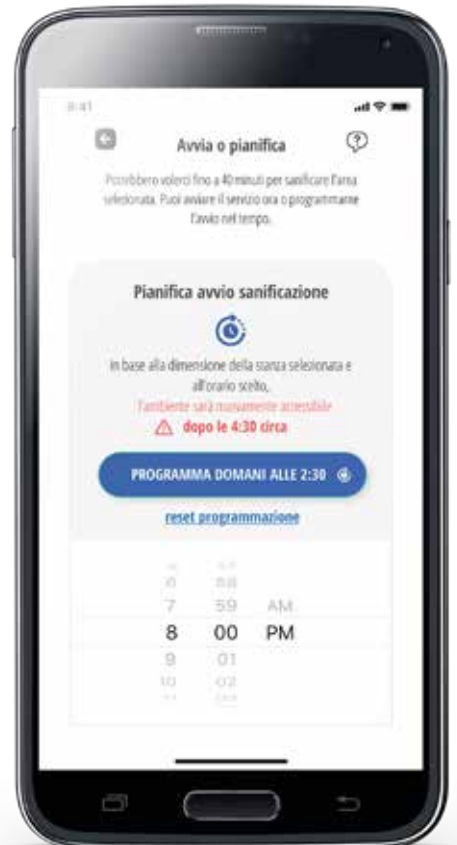 9:41
Avvia o pianifica
Potrebbero volerci fino a 40 minuti per sanificare l'area
selezionata. Puoi avviare il servizio ora o programmarne
l'avvio nel tempo.
Pianifica avvio sanificazione
in base alla dimensione della stanza selezionata e
all'orario scelto,
l'ambiente sarà nuovamente accessibile
dopo le 4:30 circa
PROGRAMMA DOMANI ALLE 2:30
reset programmazione
6 58
7 59 AM
8 00 PM
9 01
10 02